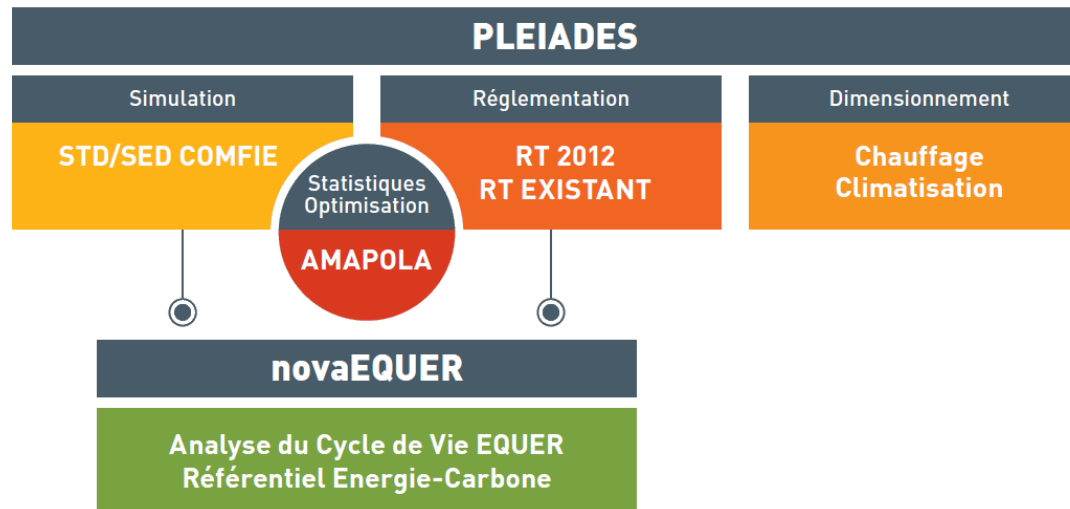 PLEIADES
Simulation
Réglementation
Dimensionnement
STD/SED COMFIE
RT 2012
RT EXISTANT
Chauffage
Climatisation
Statistiques
Optimisation
AMAPOLA
novaEQUER
Analyse du Cycle de Vie EQUER
Référentiel Energie-Carbone